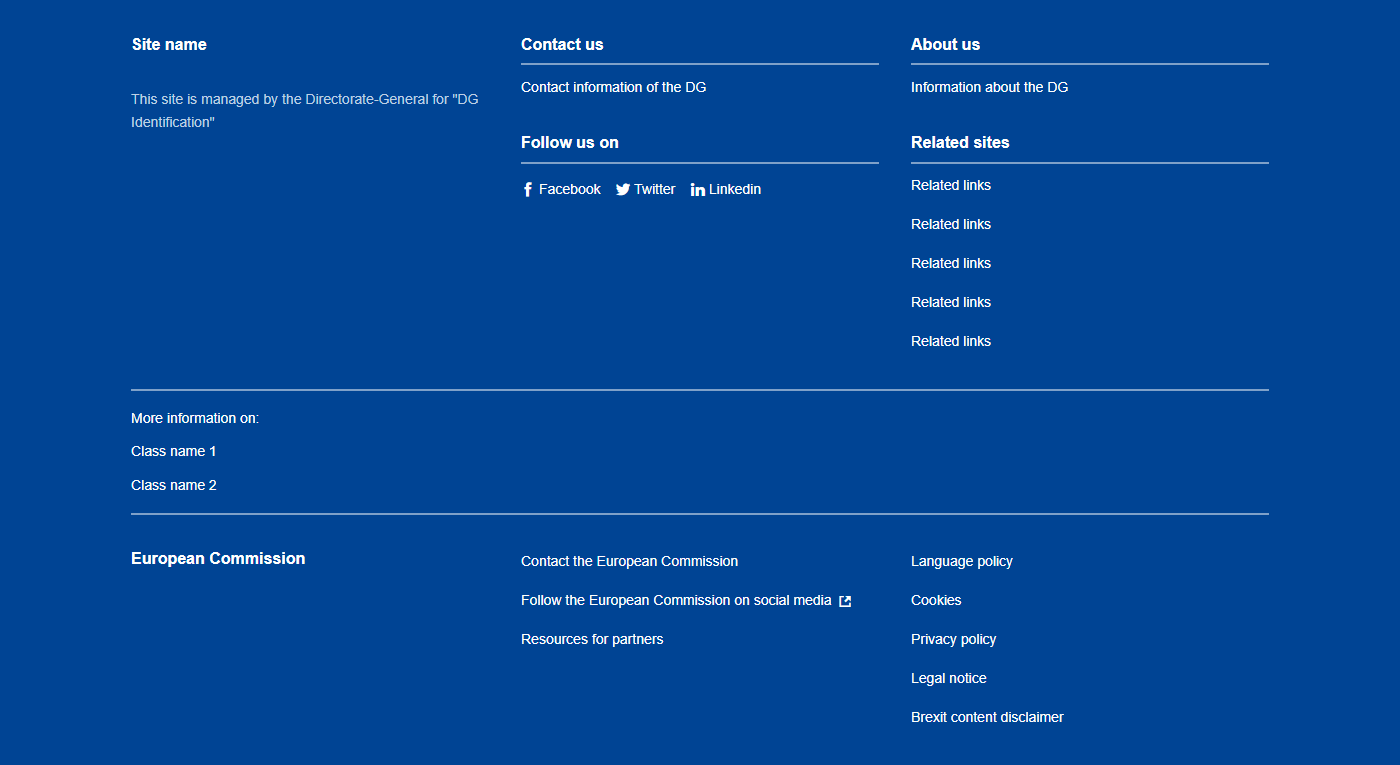 Site name
This site is managed by the Directorate-General for "DG
Identification"
Contact us
Contact information of the DG
Follow us on
Facebook Twitter Linkedin
About us
Information about the DG
Related sites
Related links
Related links
Related links
Related links
Related links
More information on:
Class name 1
Class name 2
European Commission
Contact the European Commission
Follow the European Commission on social media
Resources for partners
Language policy
Cookies
Privacy policy
Legal notice
Brexit content disclaimer